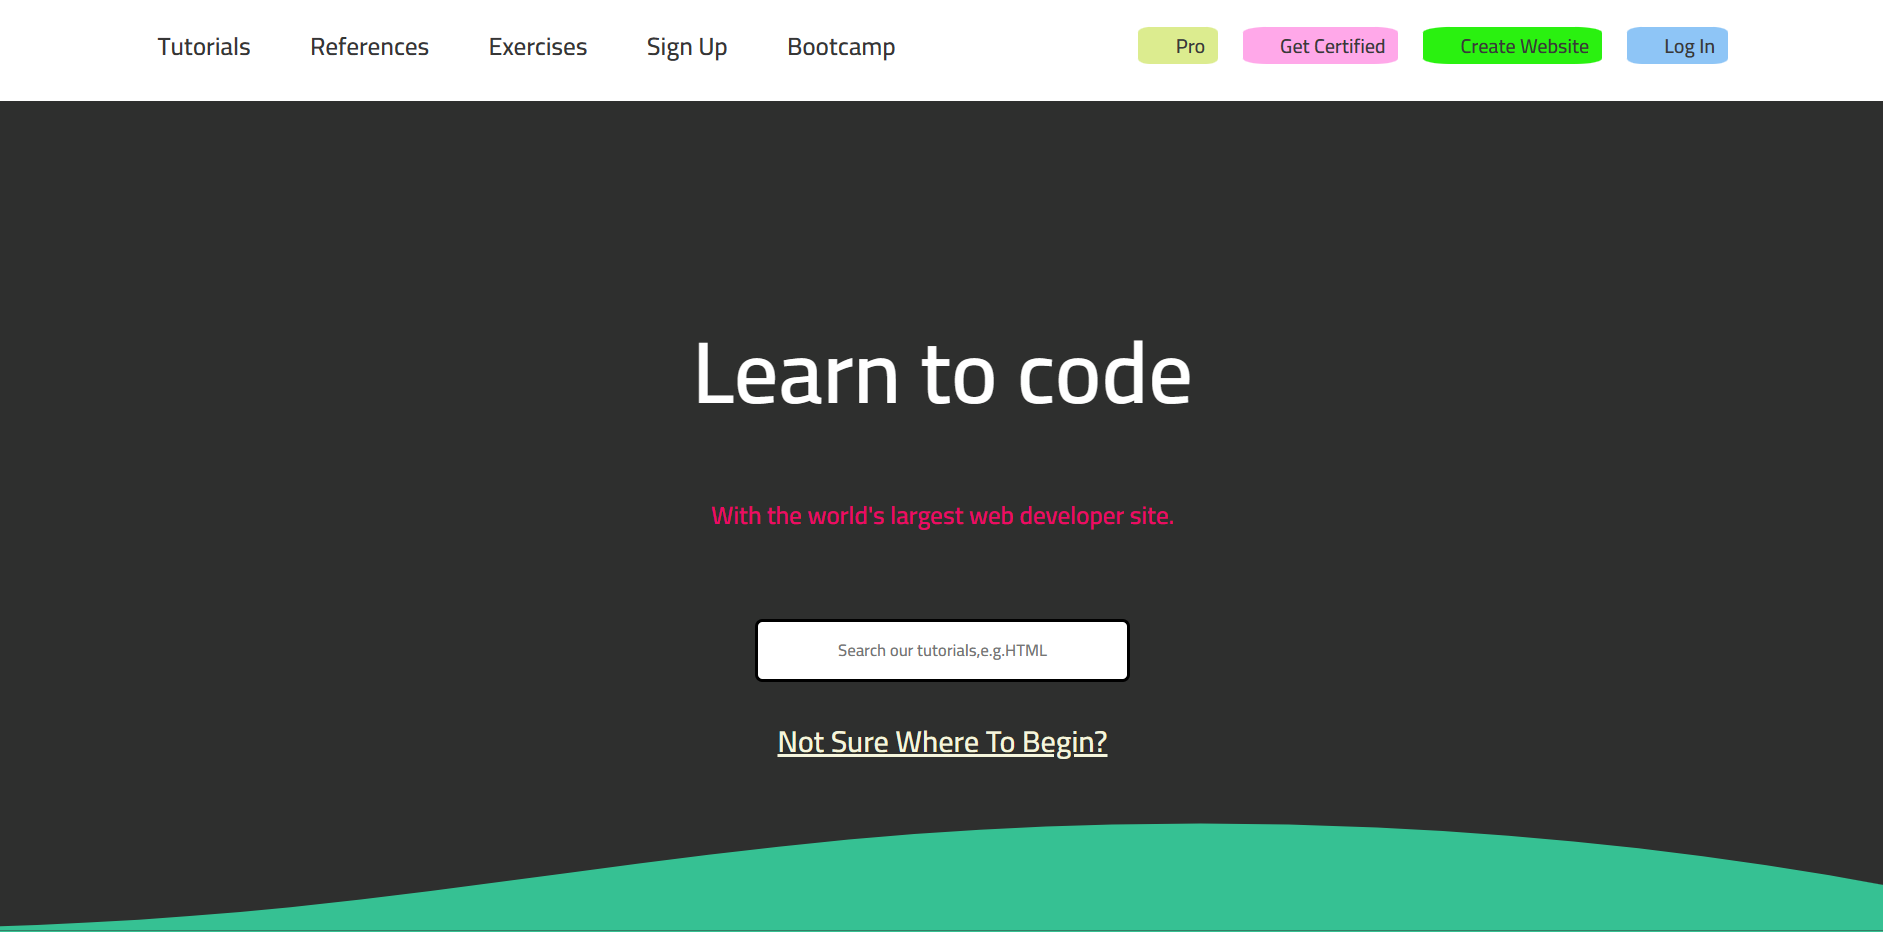 Tutorials References Exercises Sign Up Bootcamp Pro Get Certified Create Website Log In
Learn to code
With the world's largest web developer site.
Search our tutorials,e.g.HTML
Not Sure Where To Begin?